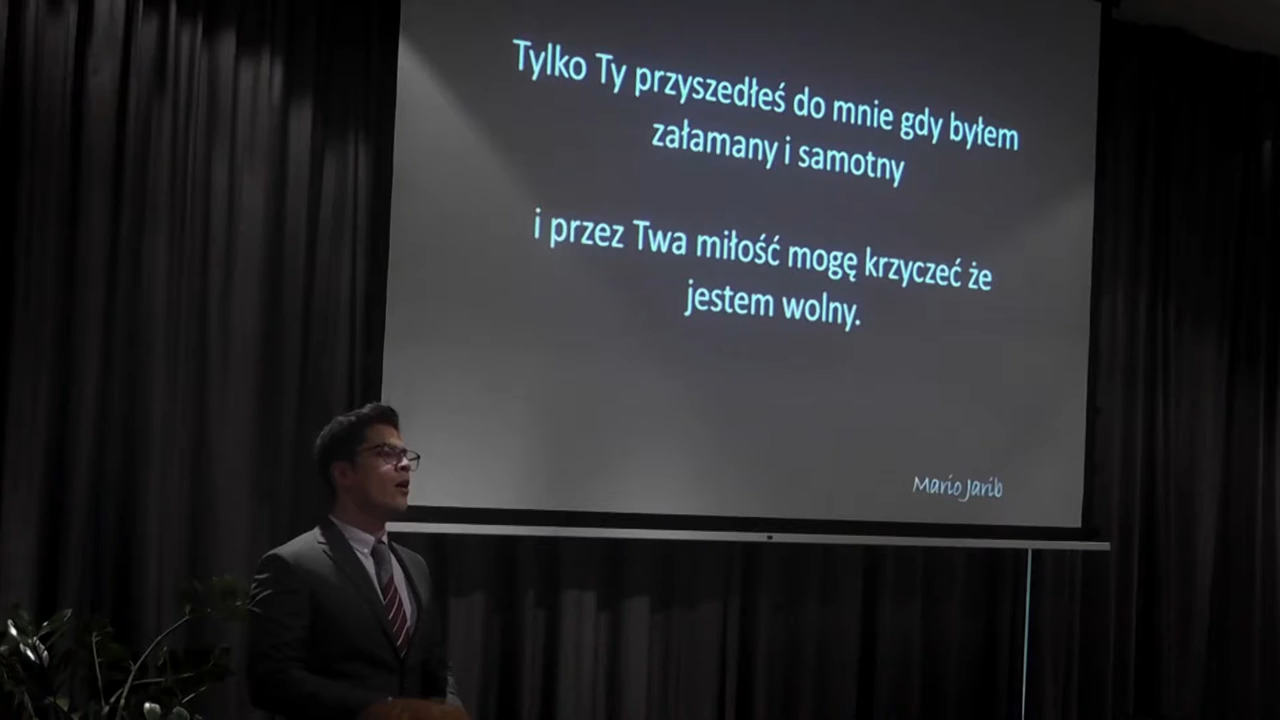 Tylko Ty przyszedłeś do mnie gdy byłem
załamany i samotny
i przez Twa miłość mogę krzyczeć że
jestem wolny.
Mario Jarib